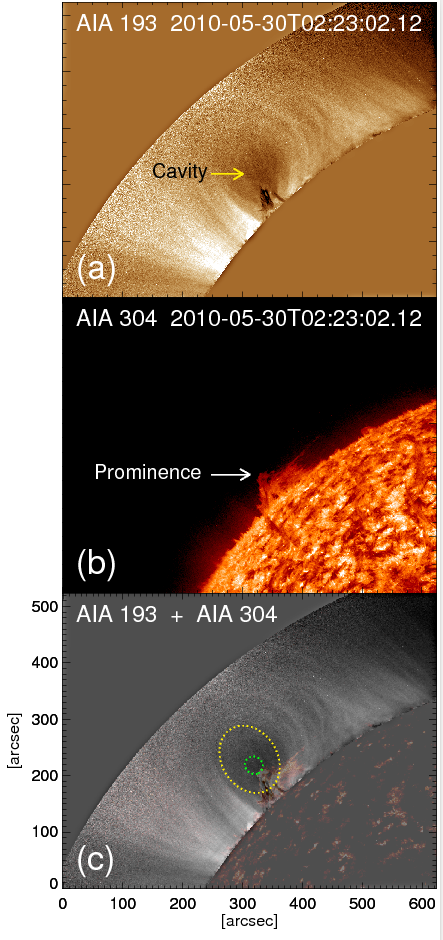 AIA 193  2010-05-30T02:23:02.12
Cavity
(a)
AIA 304  2010-05-30T02:23:02.12
Prominence
(b)
AIA 193  +  AIA 304
500
400
300
200
100
0
[arcsec]
(c)
0 100 200 300 400 500 600
[arcsec]